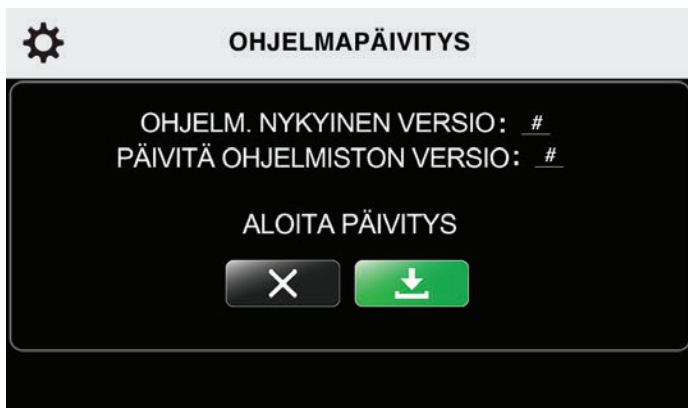 OHJELMAPÄIVITYS
OHJELM. NYKYINEN VERSIO: #
PÄIVITÄ OHJELMISTON VERSIO: #
ALOITA PÄIVITYS